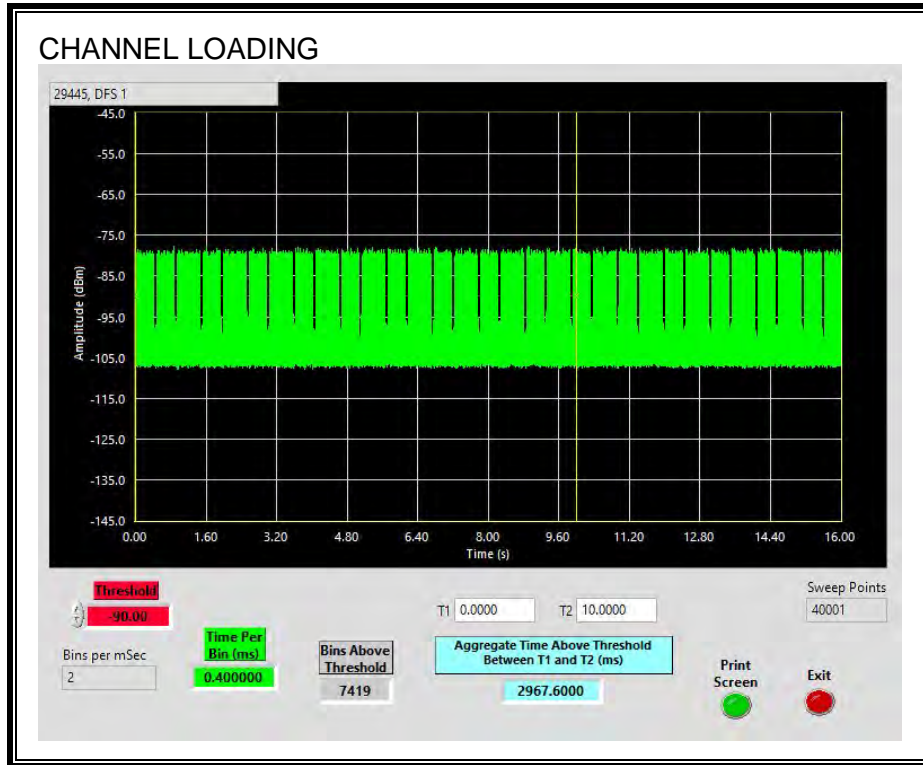 CHANNEL LOADING
29445, DFS 1
-45.0
-55.0
-65.0
-75.0
-85.0
-95.0
-105.0
-115.0
-125.0
-135.0
-145.0
Amplitude (dBm)
0.00 1.60 3.20 4.80 6.40 8.00 9.60 11.20 12.80 14.40 16.00
Time (s)
Threshold
-90.00
Bins per mSec
2
Time Per
Bin (ms)
0.400000
Bins Above
Threshold
7419
T1 0.0000 T2 10.0000
Aggregate Time Above Threshold
Between T1 and T2 (ms)
2967.6000
Sweep Points
40001
Print
Screen
Exit